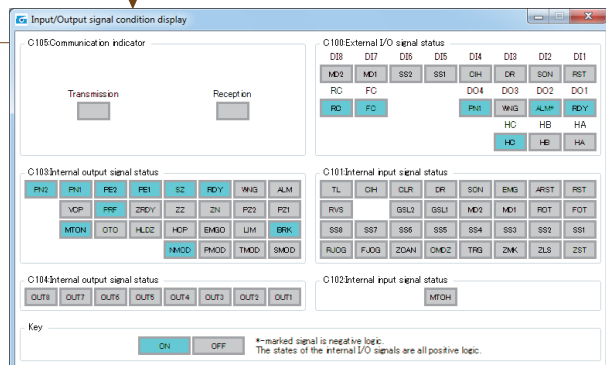 Input/Output signal condition display
C105:Communication indicator
Transmission Reception
C100:External I/O signal status
DI8 DI7 DI6 DI5 DI4 DI3 DI2 DI1
MD2 MD1 SS2 SS1 CIH DR SON RST
RC FC DO4 DO3 DO2 DO1
RC FC PN1 WNG ALM* RDY
HC HB HA
HC HB HA
C103:Internal output signal status
PN2 PN1 PE2 PE1 SZ RDY WNG ALM
VCP PRF ZRDY ZZ ZN PZ2 PZ1
MTON OTO HLDZ HCP EMGO LIM BRK
NMOD PMOD TMOD SMOD
C101:Internal input signal status
TL CIH CLR DR SON EMG ARST RST
RVS GSL2 GSL1 MD2 MD1 ROT FOT
SS8 SS7 SS6 SS5 SS4 SS3 SS2 SS1
RJOG FJOG ZCAN CMDZ TRG ZMK ZLS ZST
C104:Internal output signal status
OUT8 OUT7 OUT6 OUT5 OUT4 OUT3 OUT2 OUT1
C102:Internal input signal status
MTOH
Key
ON OFF
*-marked signal is negative logic.
The states of the internal I/O signals are all positive logic.